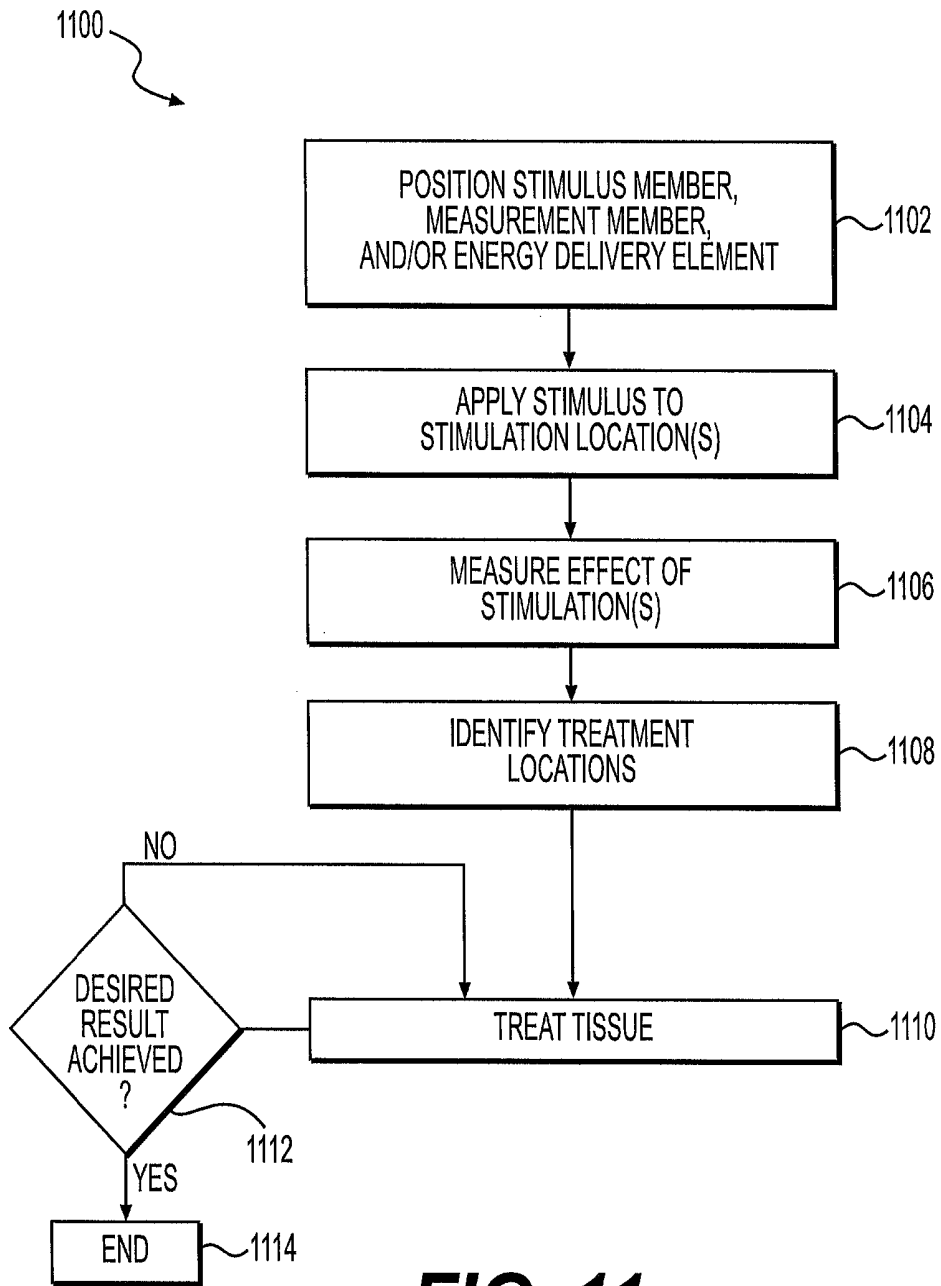 1100
POSITION STIMULUS MEMBER,
MEASUREMENT MEMBER,
AND/OR ENERGY DELIVERY ELEMENT
1102
APPLY STIMULUS TO
STIMULATION LOCATION(S)
1104
MEASURE EFFECT OF
STIMULATION(S)
1106
IDENTIFY TREATMENT
LOCATIONS
1108
NO
DESIRED
RESULT
ACHIEVED
?
TREAT TISSUE
1110
1112
YES
END
1114
FIG. 11